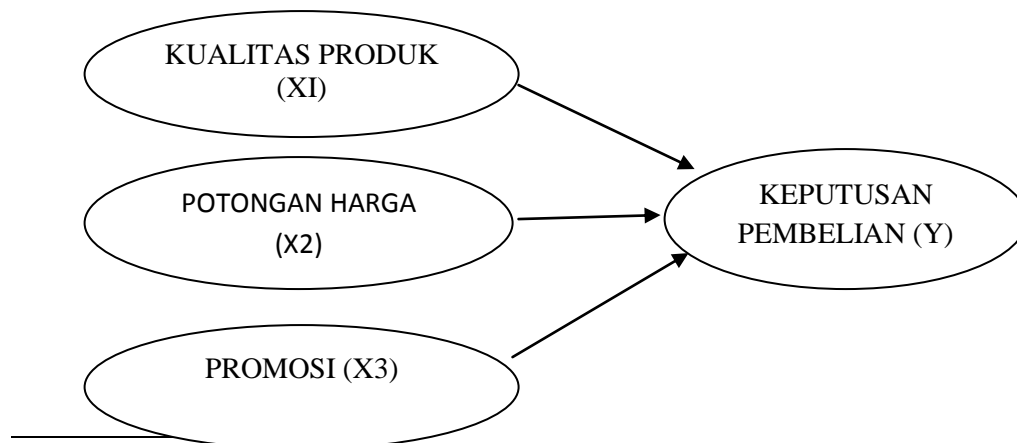 KUALITAS PRODUK
(XI)
POTONGAN HARGA
(X2)
PROMOSI (X3)
KEPUTUSAN
PEMBELIAN (Y)